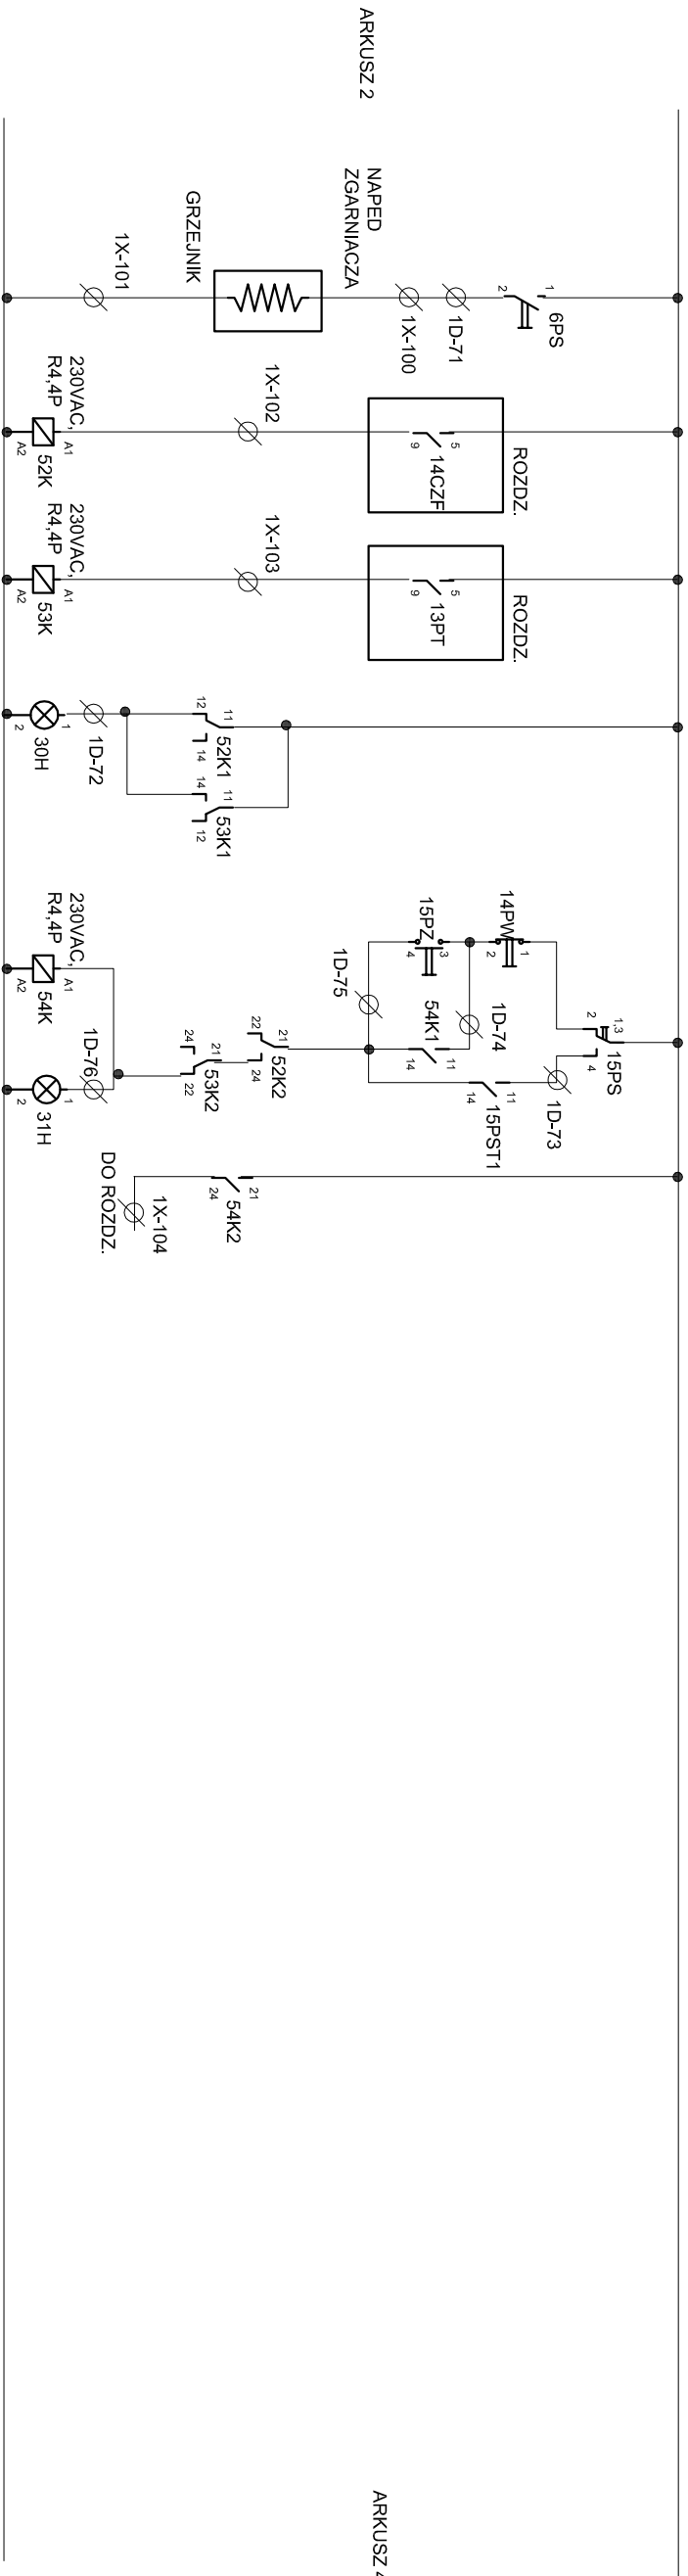 ARKUSZ 2
NAPED
ZGARNIACZA
GRZEJNIK
1X-101
1X-100
1D-71
1
2
6PS
ROZDZ.
5
9
14CZF
1X-102
230VAC,
R4,4P
A1
A2
52K
ROZDZ.
5
9
13PT
1X-103
230VAC,
R4,4P
A1
A2
53K
11
12
14
52K1
11
14
12
53K1
1D-72
1
2
30H
1,3
2
4
15PS
1D-73
14PW
1
2
1D-74
15PZ
3
4
54K1
11
14
15PST1
11
14
1D-75
21
22
24
52K2
21
24
22
53K2
230VAC,
R4,4P
A1
A2
54K
1D-76
1
2
31H
21
24
54K2
1X-104
DO ROZDZ.
ARKUSZ 4